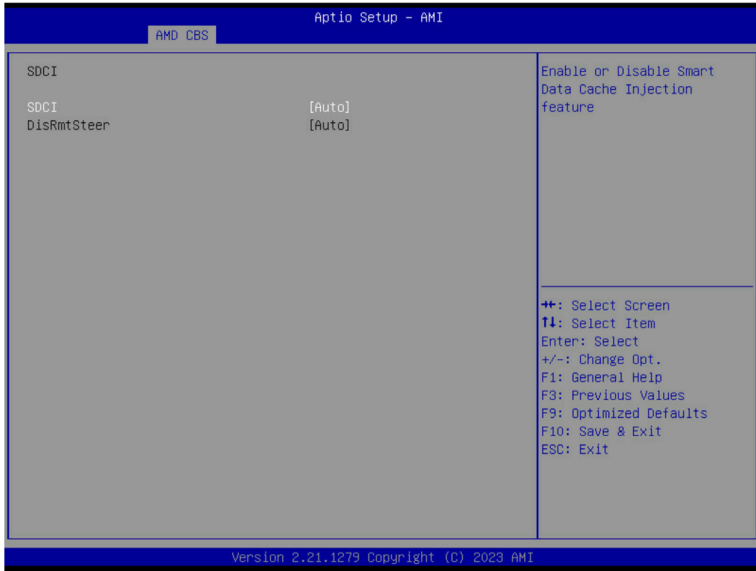 Aptio Setup - AMI
AMD CBS
SDCI
SDCI [Auto]
DisRmtSteer [Auto]
Enable or Disable Smart
Data Cache Injection
feature
→←: Select Screen
↑↓: Select Item
Enter: Select
+/-: Change Opt.
F1: General Help
F3: Previous Values
F9: Optimized Defaults
F10: Save & Exit
ESC: Exit
Version 2.21.1279 Copyright (C) 2023 AMI